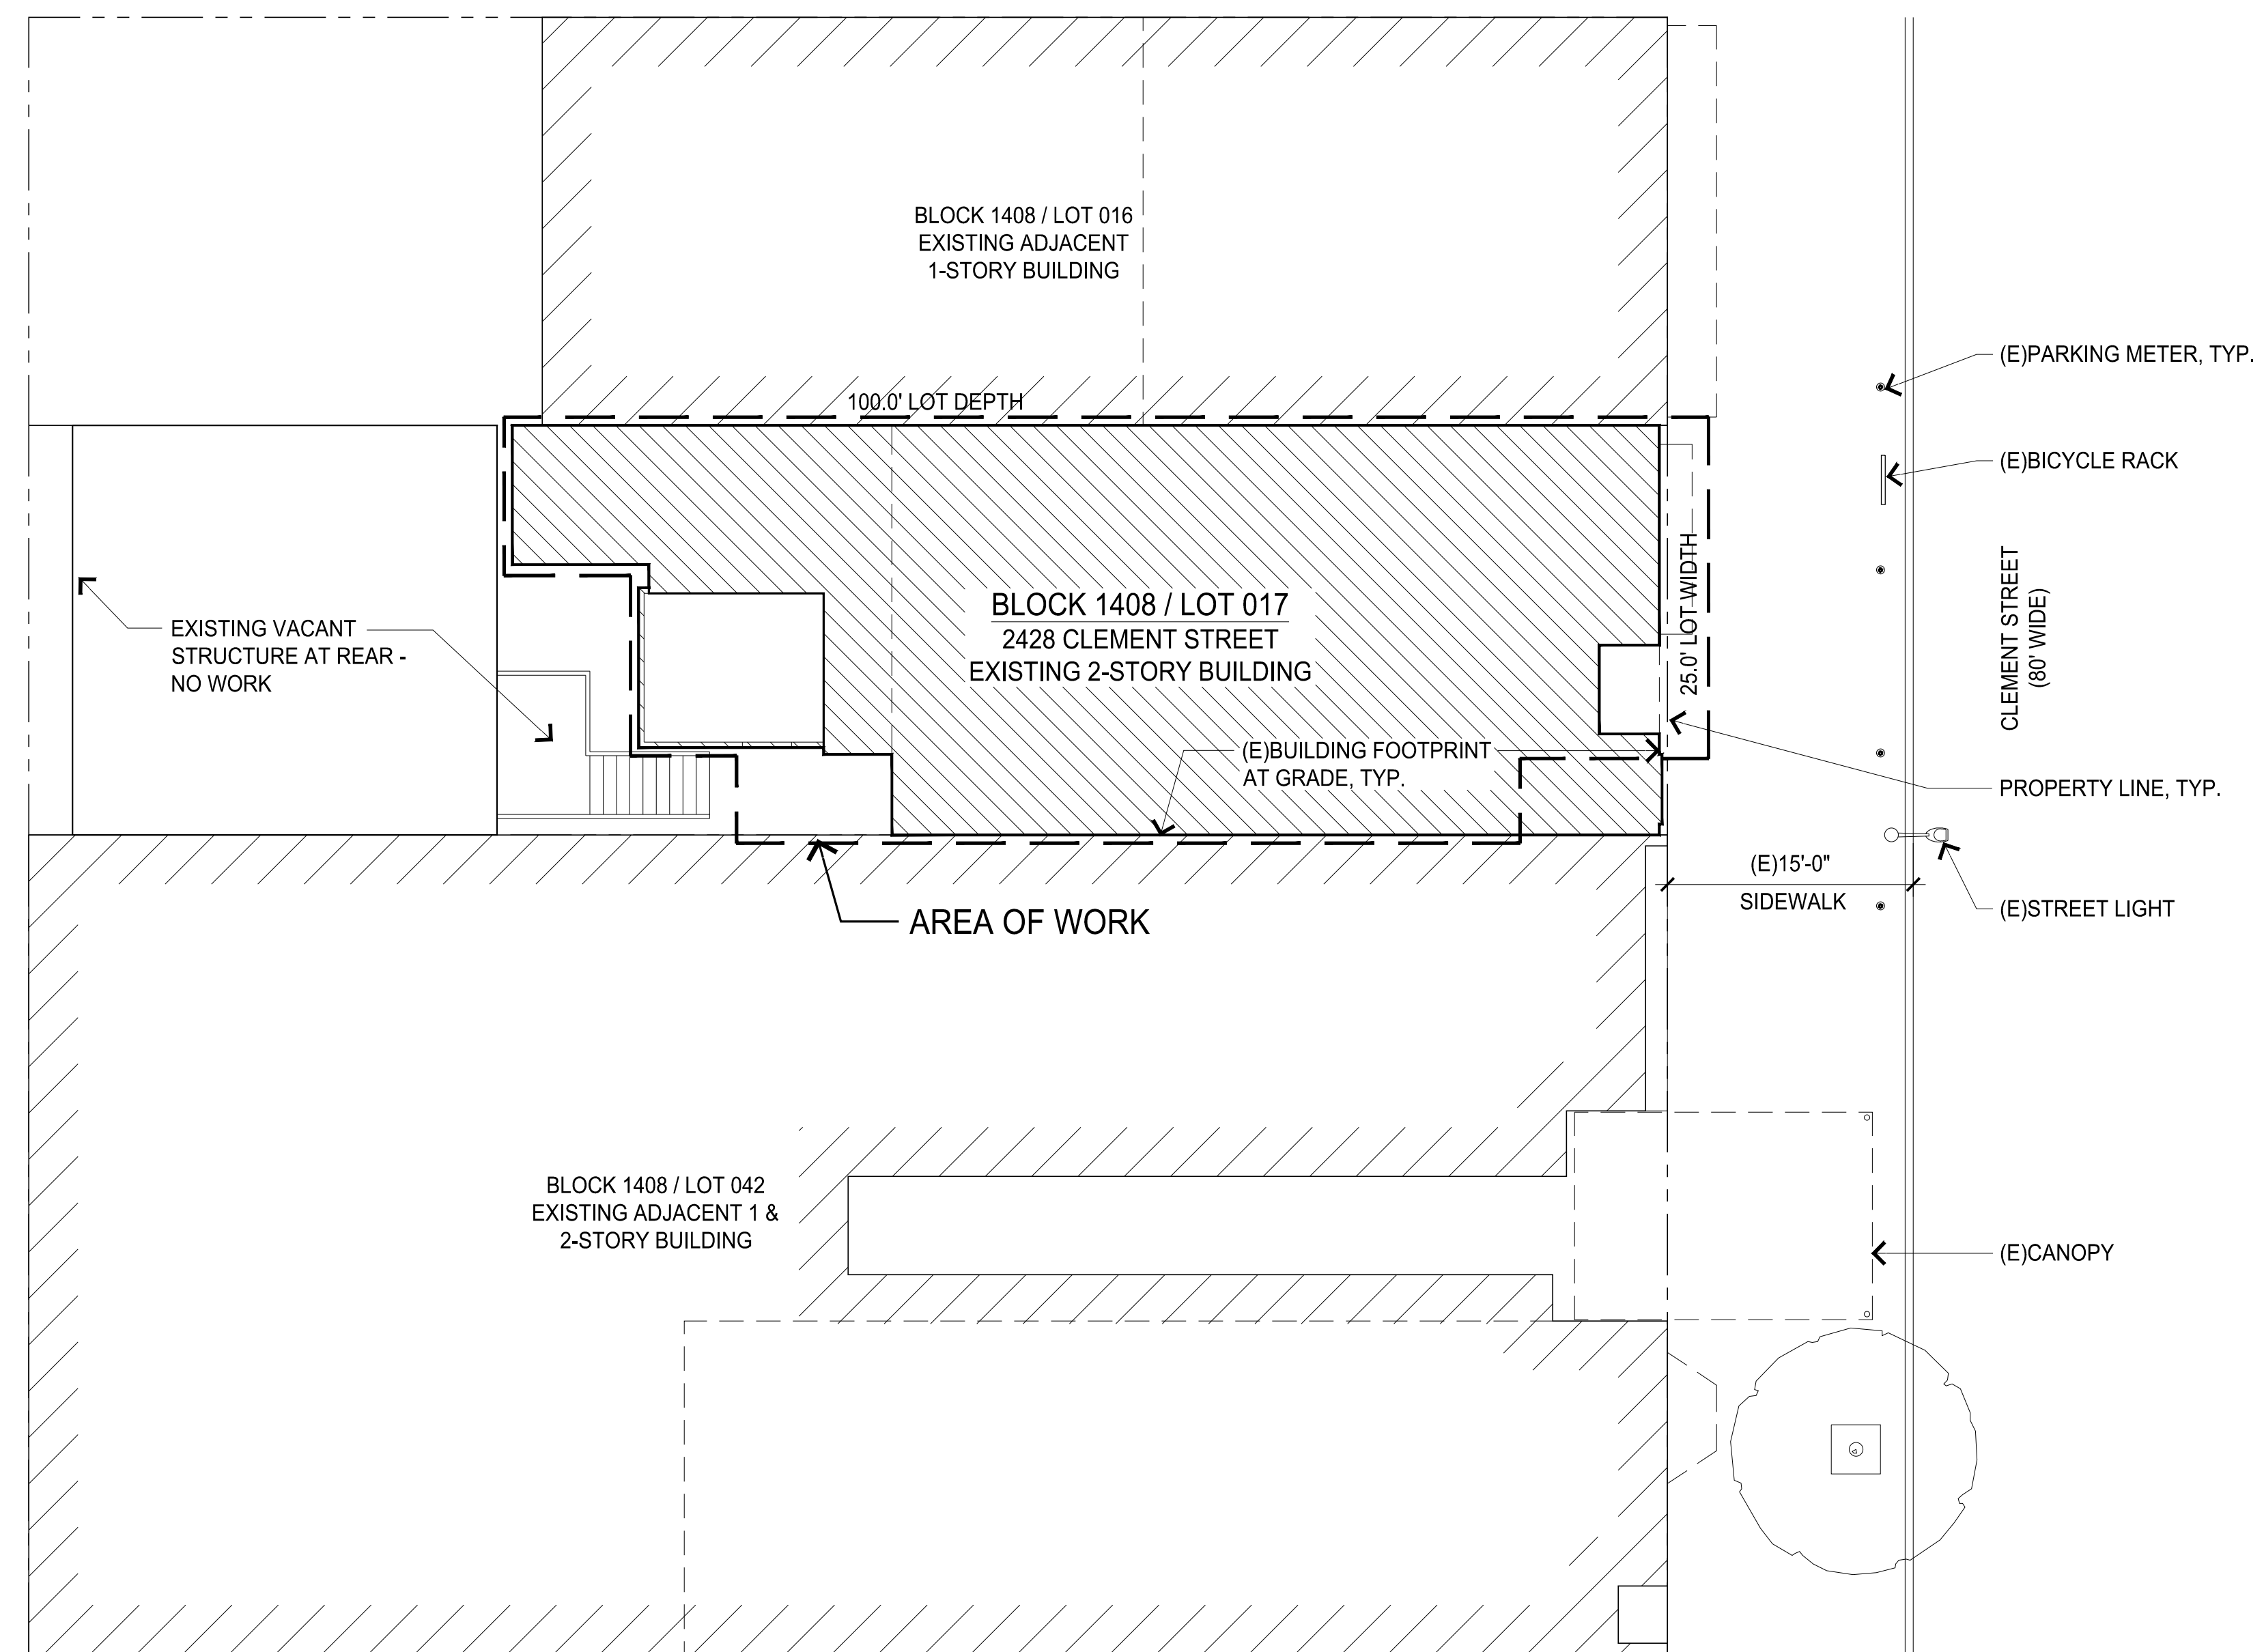 BLOCK 1408 / LOT 016
EXISTING ADJACENT
1-STORY BUILDING
(E)PARKING METER, TYP.
100.0' LOT DEPTH
(E)BICYCLE RACK
25.0' LOT WIDTH
CLEMENT STREET
(80' WIDE)
BLOCK 1408 / LOT 017
2428 CLEMENT STREET
EXISTING 2-STORY BUILDING
EXISTING VACANT
STRUCTURE AT REAR -
NO WORK
(E)BUILDING FOOTPRINT
AT GRADE, TYP.
PROPERTY LINE, TYP.
(E)15'-0"
SIDEWALK
(E)STREET LIGHT
AREA OF WORK
BLOCK 1408 / LOT 042
EXISTING ADJACENT 1 &
2-STORY BUILDING
(E)CANOPY